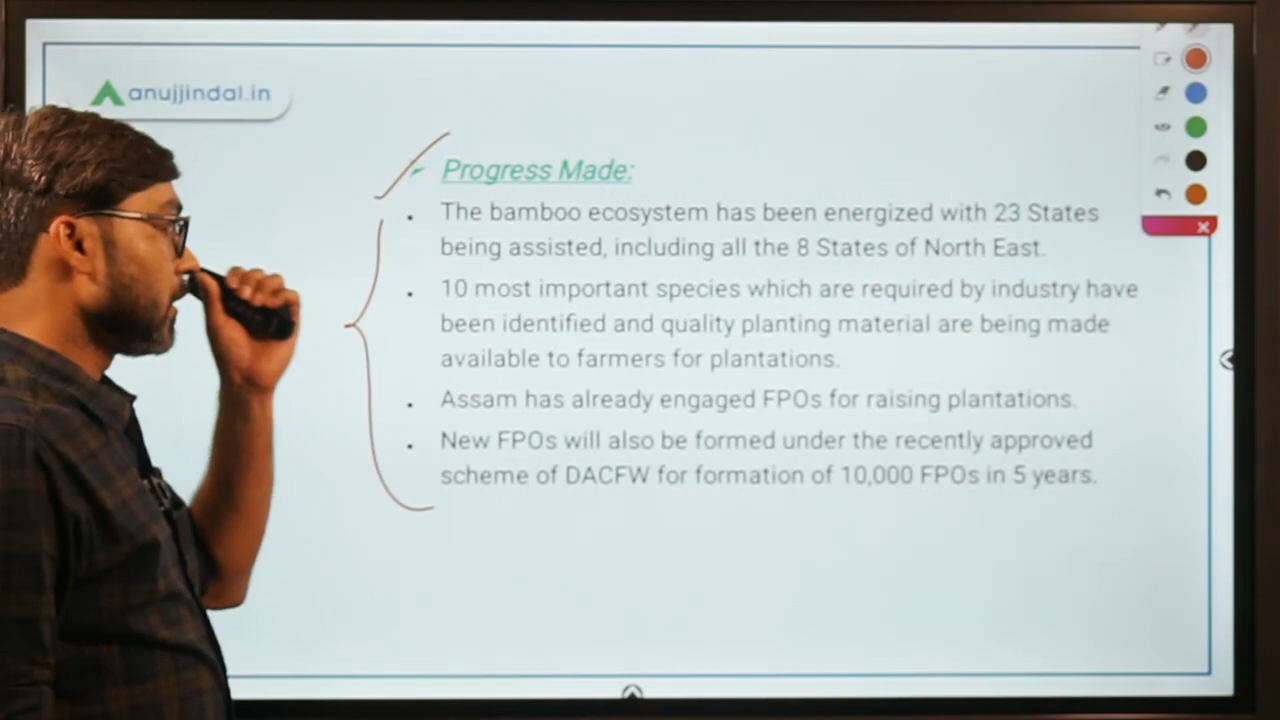 anujjindal.in
Progress Made:
The bamboo ecosystem has been energized with 23 States
being assisted, including all the 8 States of North East.
10 most important species which are required by industry have
been identified and quality planting material are being made
available to farmers for plantations.
Assam has already engaged FPOs for raising plantations.
New FPOs will also be formed under the recently approved
scheme of DACFW for formation of 10,000 FPOs in 5 years.